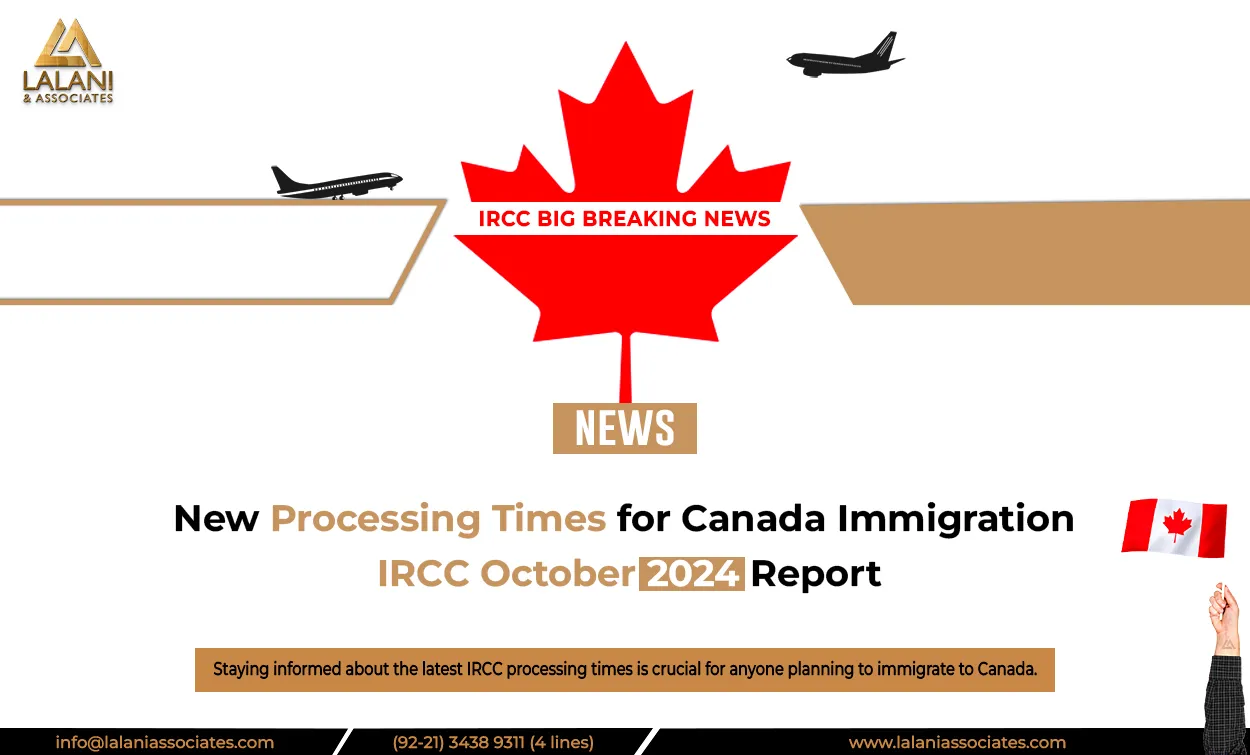 LALANI
& ASSOCIATES
IRCC BIG BREAKING NEWS
NEWS
New Processing Times for Canada Immigration
IRCC October 2024 Report
Staying informed about the latest IRCC processing times is crucial for anyone planning to immigrate to Canada.
info@lalaniassociates.com
(92-21) 3438 9311 (4 lines)
www.lalaniassociates.com